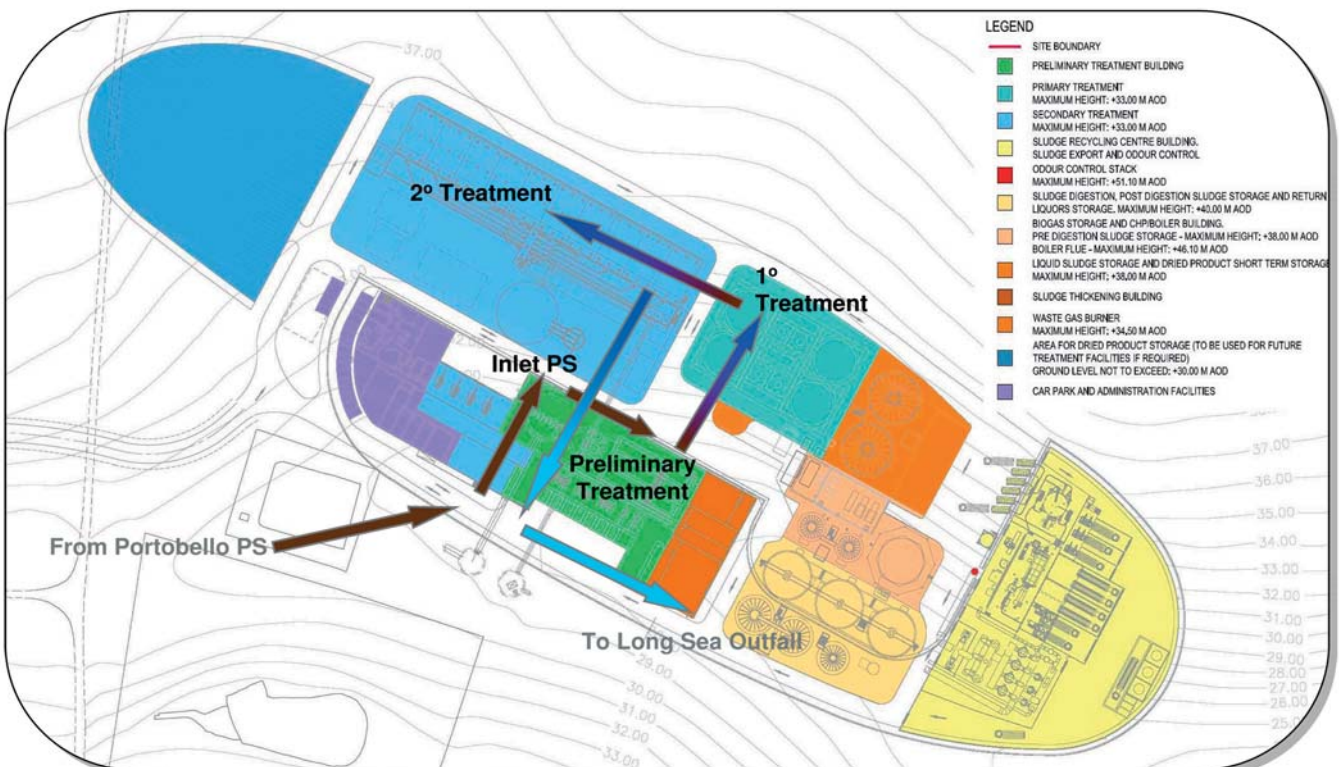 LEGEND
SITE BOUNDARY
PRELIMINARY TREATMENT BUILDING
PRIMARY TREATMENT
MAXIMUM HEIGHT: +33.00 M AOD
SECONDARY TREATMENT
MAXIMUM HEIGHT: +33.00 M AOD
SLUDGE RECYCLING CENTRE BUILDING.
SLUDGE EXPORT AND ODOUR CONTROL
ODOUR CONTROL STACK
MAXIMUM HEIGHT: +51.10 M AOD
SLUDGE DIGESTION, POST DIGESTION SLUDGE STORAGE AND RETURN
LIQUORS STORAGE. MAXIMUM HEIGHT: +40.00 M AOD
BIOGAS STORAGE AND CHP/BOILER BUILDING.
PRE DIGESTION SLUDGE STORAGE - MAXIMUM HEIGHT: +38.00 M AOD
BOILER FLUE - MAXIMUM HEIGHT: +46.10 M AOD
LIQUID SLUDGE STORAGE AND DRIED PRODUCT SHORT TERM STORAGE
MAXIMUM HEIGHT: +38.00 M AOD
SLUDGE THICKENING BUILDING
WASTE GAS BURNER
MAXIMUM HEIGHT: +34.50 M AOD
AREA FOR DRIED PRODUCT STORAGE (TO BE USED FOR FUTURE
TREATMENT FACILITIES IF REQUIRED)
GROUND LEVEL NOT TO EXCEED: +30.00 M AOD
CAR PARK AND ADMINISTRATION FACILITIES
37.00
2º Treatment
1º
Treatment
Inlet PS
Preliminary
Treatment
From Portobello PS
To Long Sea Outfall
37.00
36.00
35.00
34.00
33.00
32.00
31.00
30.00
29.00
28.00
27.00
26.00
29.00
30.00
31.00
32.00
33.00